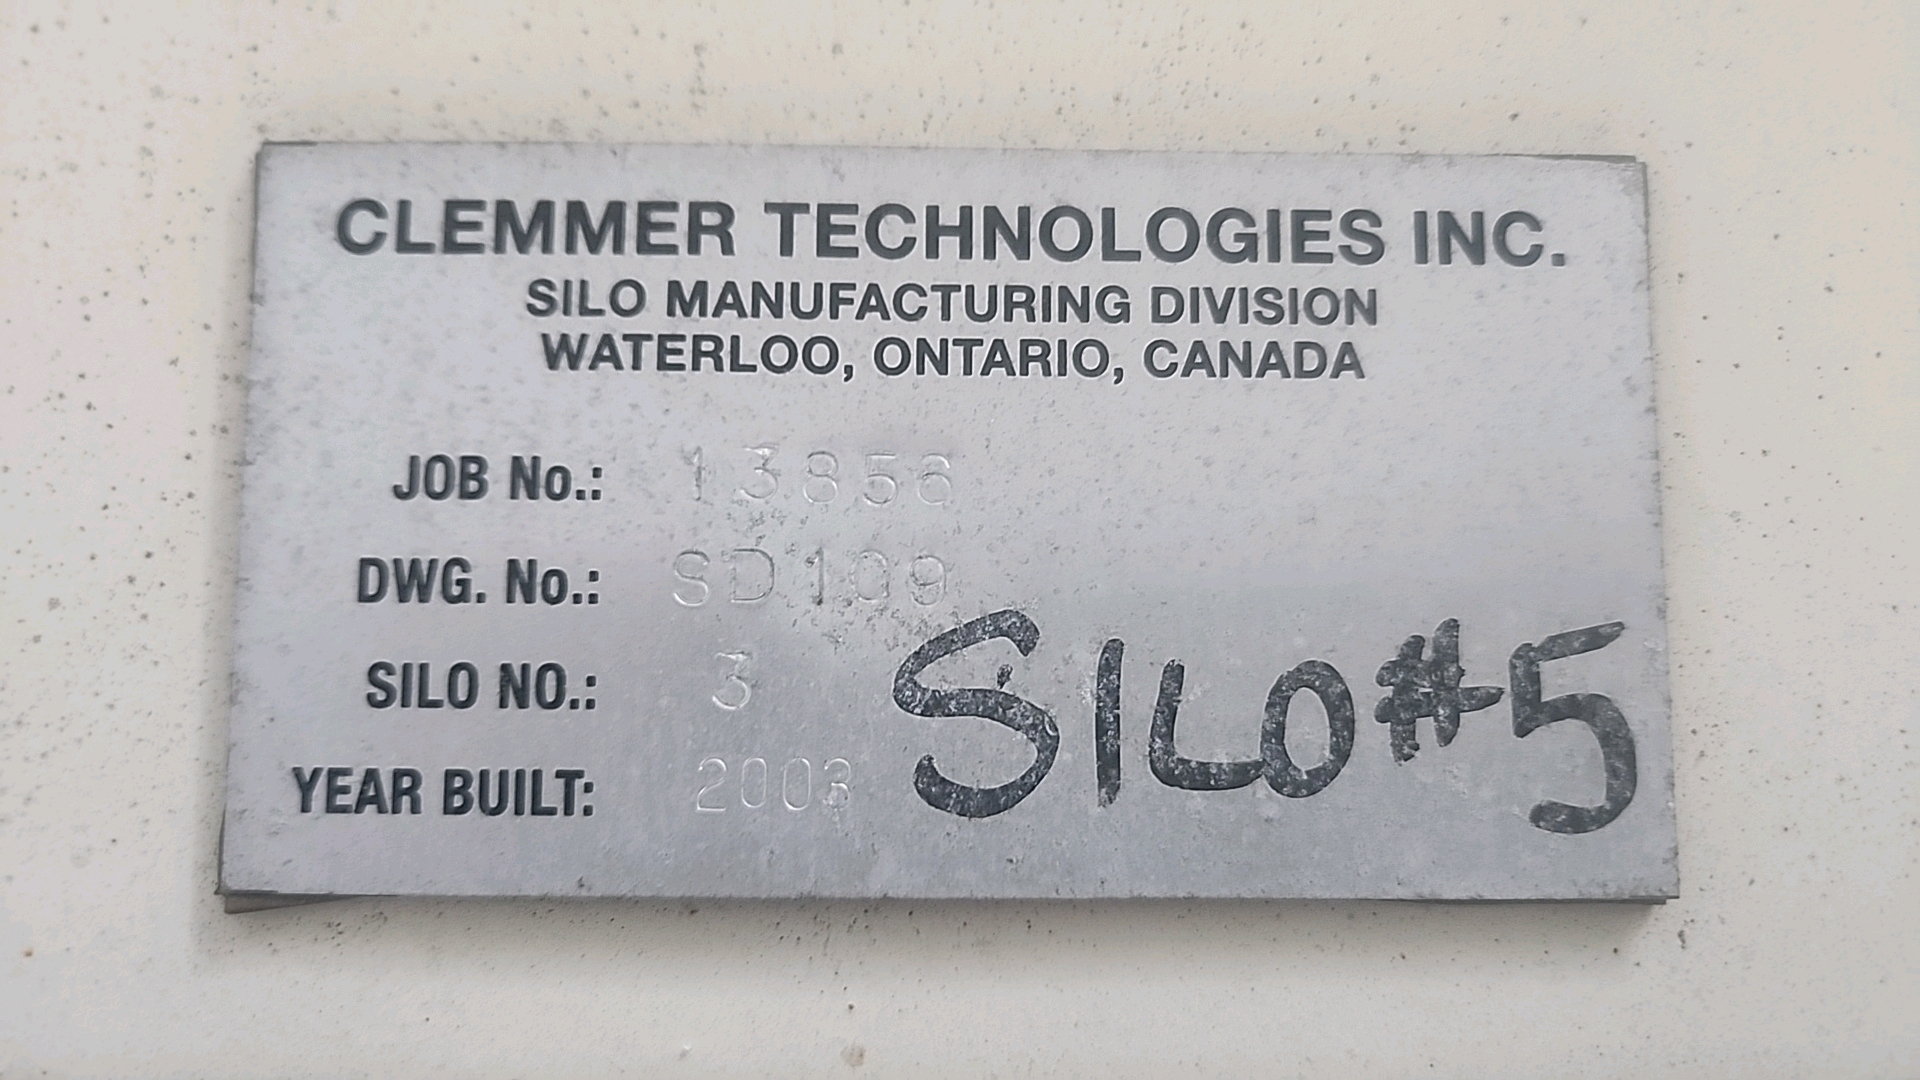 CLEMMER TECHNOLOGIES INC.
SILO MANUFACTURING DIVISION
WATERLOO, ONTARIO, CANADA
JOB No.: 13856
DWG. No.: SD109
SILO NO.: 3
YEAR BUILT: 2003
SILO #5